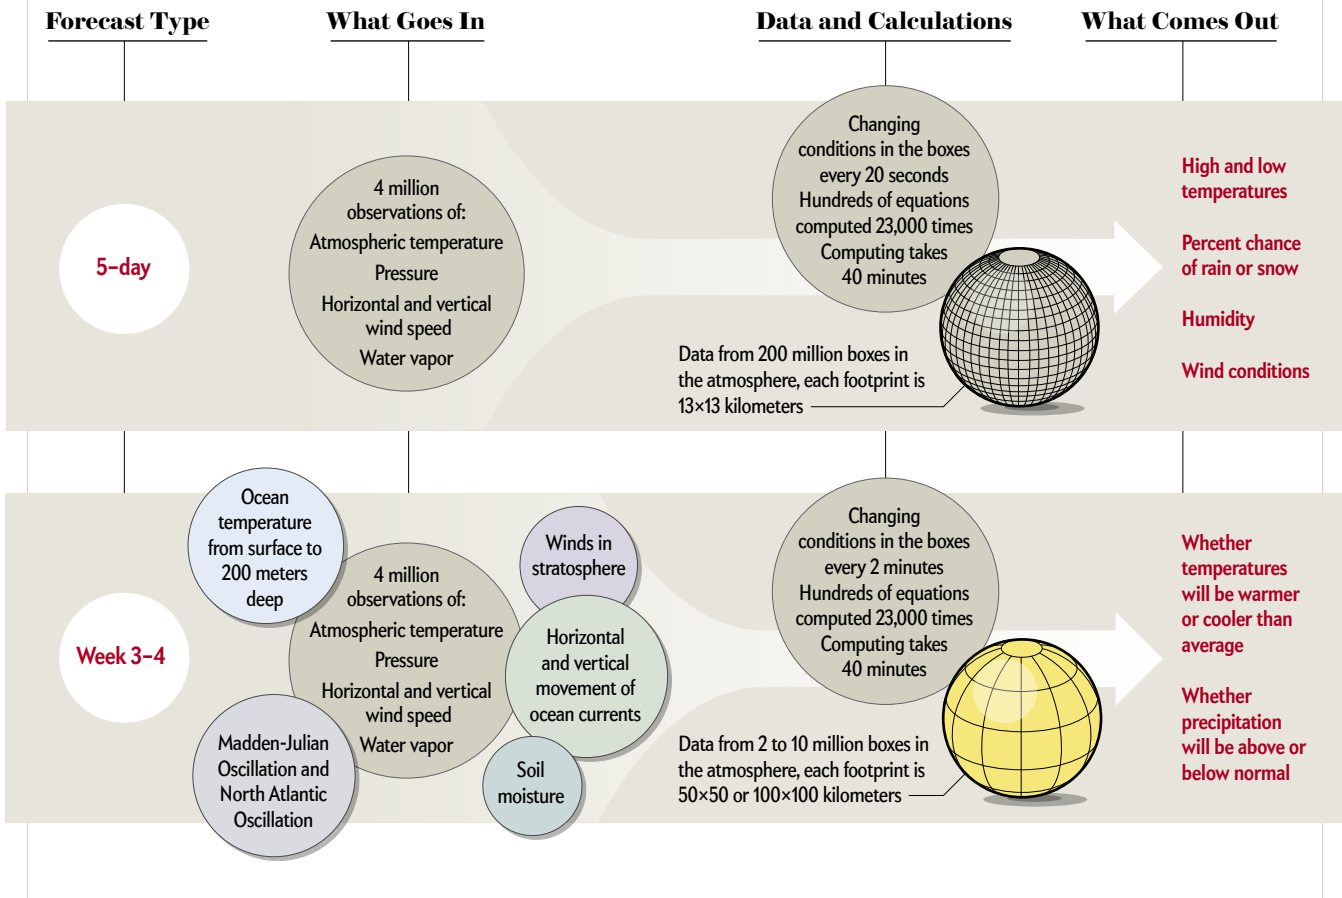 Forecast Type
What Goes In
Data and Calculations
What Comes Out
5–day
4 million
observations of:
Atmospheric temperature
Pressure
Horizontal and vertical
wind speed
Water vapor
Changing
conditions in the boxes
every 20 seconds
Hundreds of equations
computed 23,000 times
Computing takes
40 minutes
Data from 200 million boxes in
the atmosphere, each footprint is
13×13 kilometers
High and low
temperatures
Percent chance
of rain or snow
Humidity
Wind conditions
Week 3–4
Ocean
temperature
from surface to
200 meters
deep
4 million
observations of:
Atmospheric temperature
Pressure
Horizontal and vertical
wind speed
Water vapor
Madden-Julian
Oscillation and
North Atlantic
Oscillation
Winds in
stratosphere
Horizontal
and vertical
movement of
ocean currents
Soil
moisture
Changing
conditions in the boxes
every 2 minutes
Hundreds of equations
computed 23,000 times
Computing takes
40 minutes
Data from 2 to 10 million boxes in
the atmosphere, each footprint is
50×50 or 100×100 kilometers
Whether
temperatures
will be warmer
or cooler than
average
Whether
precipitation
will be above or
below normal